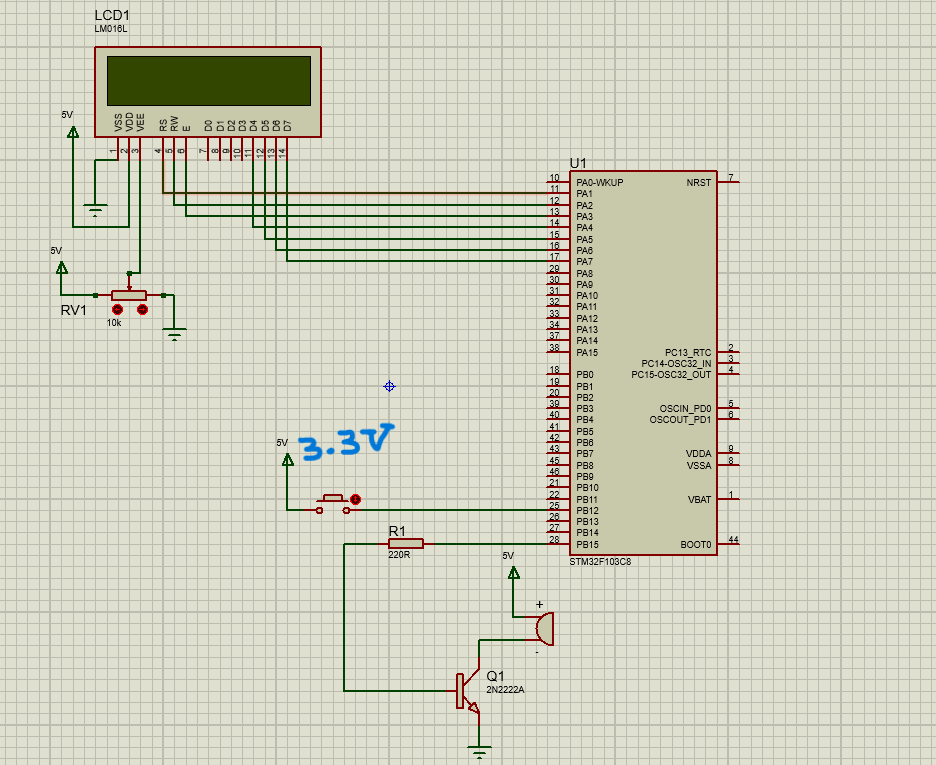 LCD1
LM016L
5V
VSS
VDD
VEE
RS
RW
E
D0
D1
D2
D3
D4
D5
D6
D7
1
2
3
4
5
6
7
8
9
10
11
12
13
14
5V
RV1
10k
U1
10 PA0-WKUP NRST 7
11 PA1
12 PA2
13 PA3
14 PA4
15 PA5
16 PA6
17 PA7
29 PA8
30 PA9
31 PA10
32 PA11
33 PA12
34 PA13
37 PA14
38 PA15 PC13_RTC 2
PC14-OSC32_IN 3
18 PB0 PC15-OSC32_OUT 4
19 PB1
20 PB2
39 PB3 OSCIN_PD0 5
40 PB4 OSCOUT_PD1 6
41 PB5
42 PB6
43 PB7 VDDA 9
45 PB8 VSSA 8
46 PB9
21 PB10
22 PB11 VBAT 1
25 PB12
26 PB13
27 PB14
28 PB15 BOOT0 44
STM32F103C8
5V 3.3V
R1
220R
5V
+
-
Q1
2N2222A